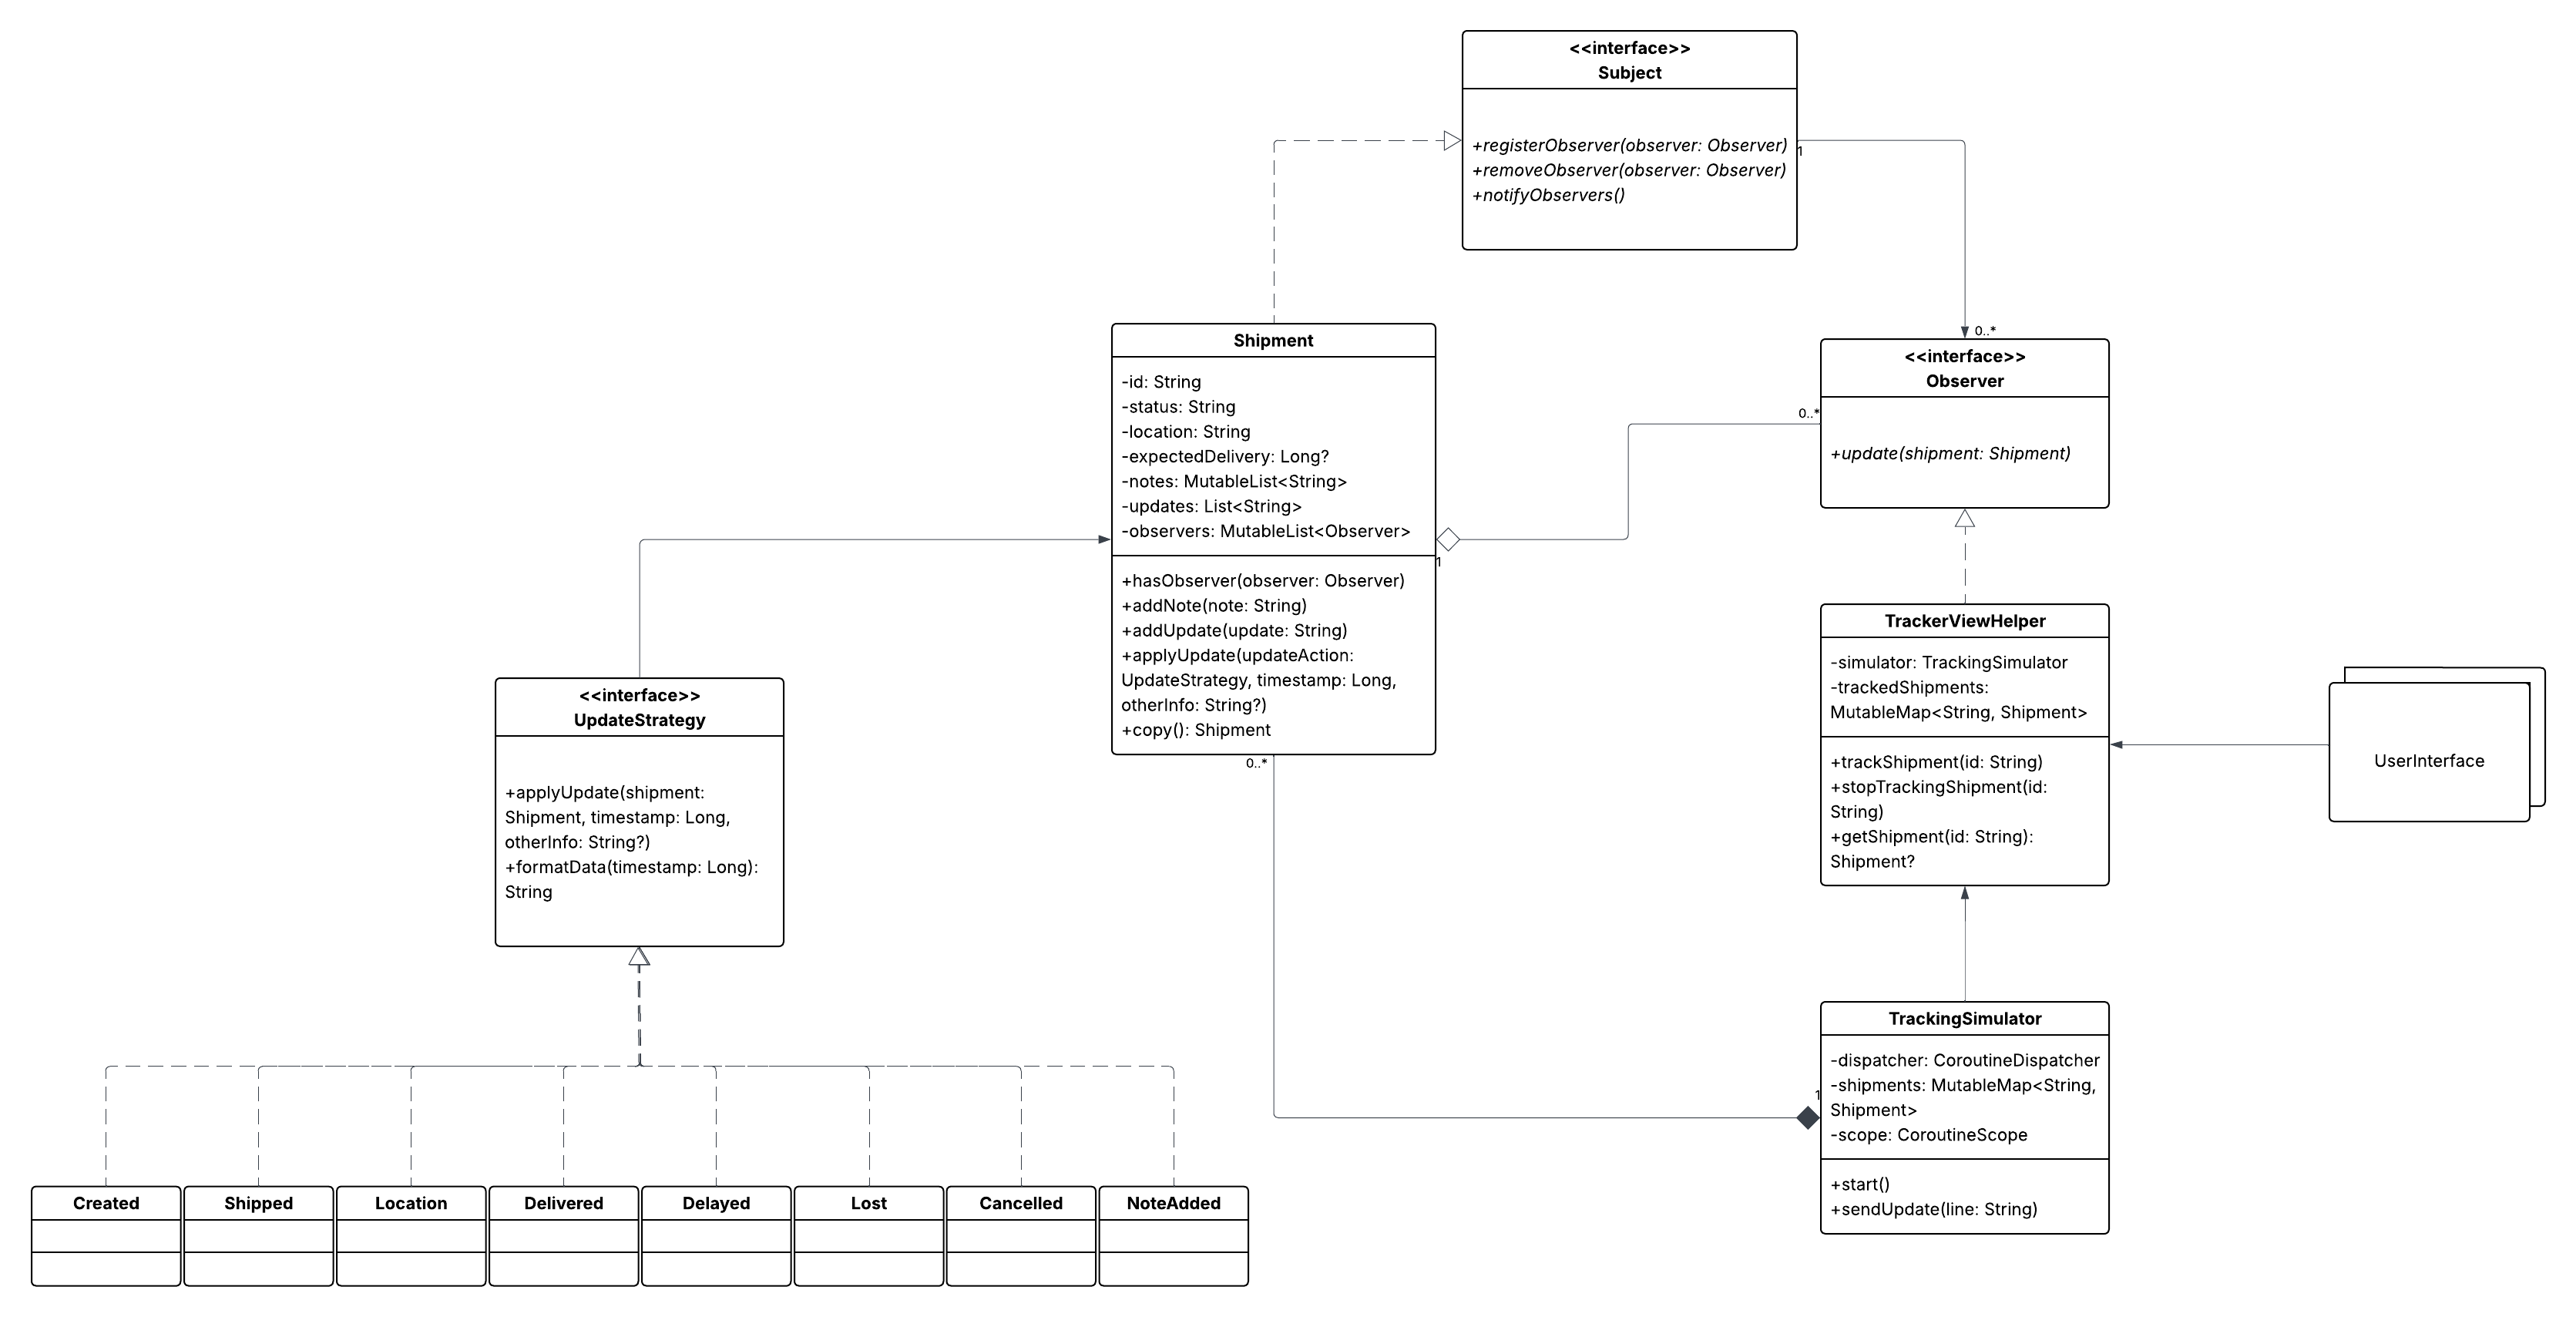 <<interface>>
Subject
+registerObserver(observer: Observer)
+removeObserver(observer: Observer)
+notifyObservers()
1
0..*
Shipment
-id: String
-status: String
-location: String
-expectedDelivery: Long?
-notes: MutableList<String>
-updates: List<String>
-observers: MutableList<Observer>
+hasObserver(observer: Observer)
+addNote(note: String)
+addUpdate(update: String)
+applyUpdate(updateAction:
UpdateStrategy, timestamp: Long,
otherInfo: String?)
+copy(): Shipment
1
0..*
0..*
<<interface>>
Observer
+update(shipment: Shipment)
TrackerViewHelper
-simulator: TrackingSimulator
-trackedShipments:
MutableMap<String, Shipment>
+trackShipment(id: String)
+stopTrackingShipment(id:
String)
+getShipment(id: String):
Shipment?
UserInterface
<<interface>>
UpdateStrategy
+applyUpdate(shipment:
Shipment, timestamp: Long,
otherInfo: String?)
+formatData(timestamp: Long):
String
TrackingSimulator
-dispatcher: CoroutineDispatcher
-shipments: MutableMap<String,
Shipment>
-scope: CoroutineScope
+start()
+sendUpdate(line: String)
1
Created
Shipped
Location
Delivered
Delayed
Lost
Cancelled
NoteAdded